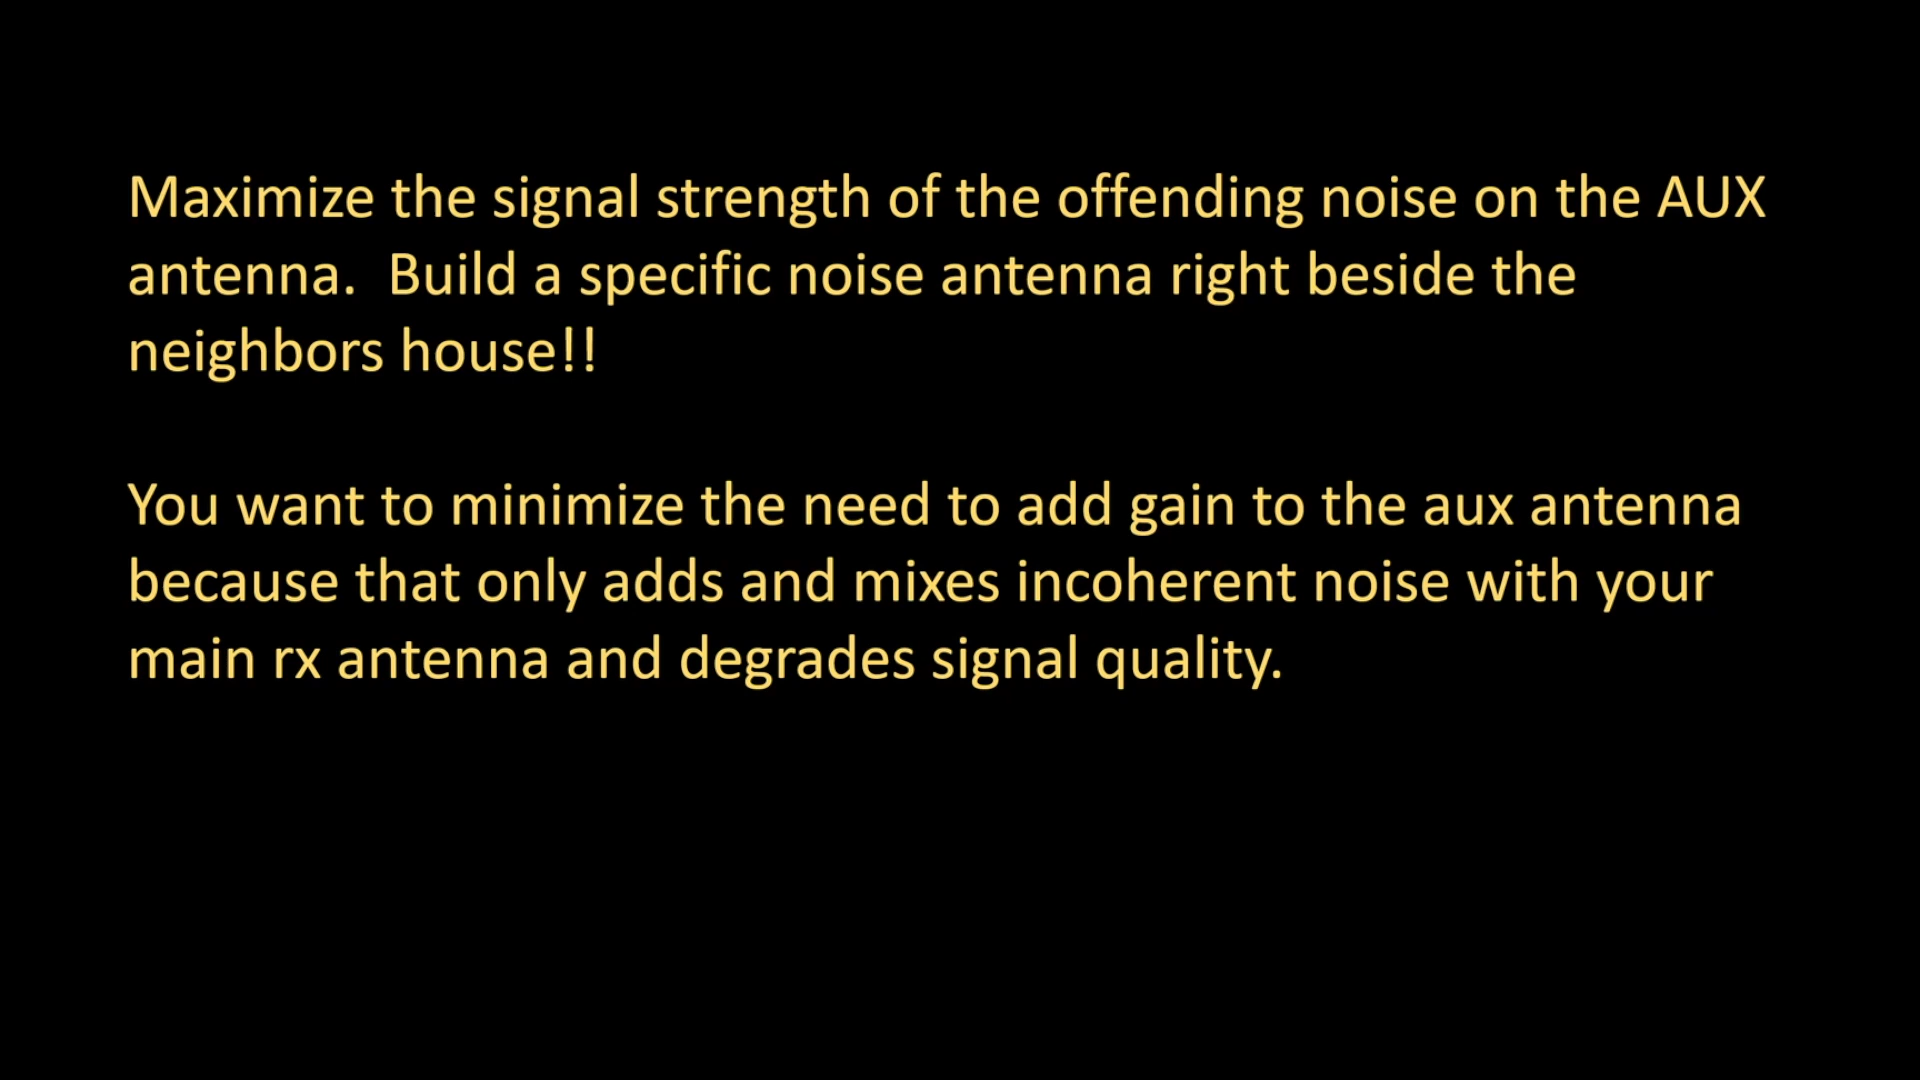 Maximize the signal strength of the offending noise on the AUX
antenna.  Build a specific noise antenna right beside the
neighbors house!!
You want to minimize the need to add gain to the aux antenna
because that only adds and mixes incoherent noise with your
main rx antenna and degrades signal quality.